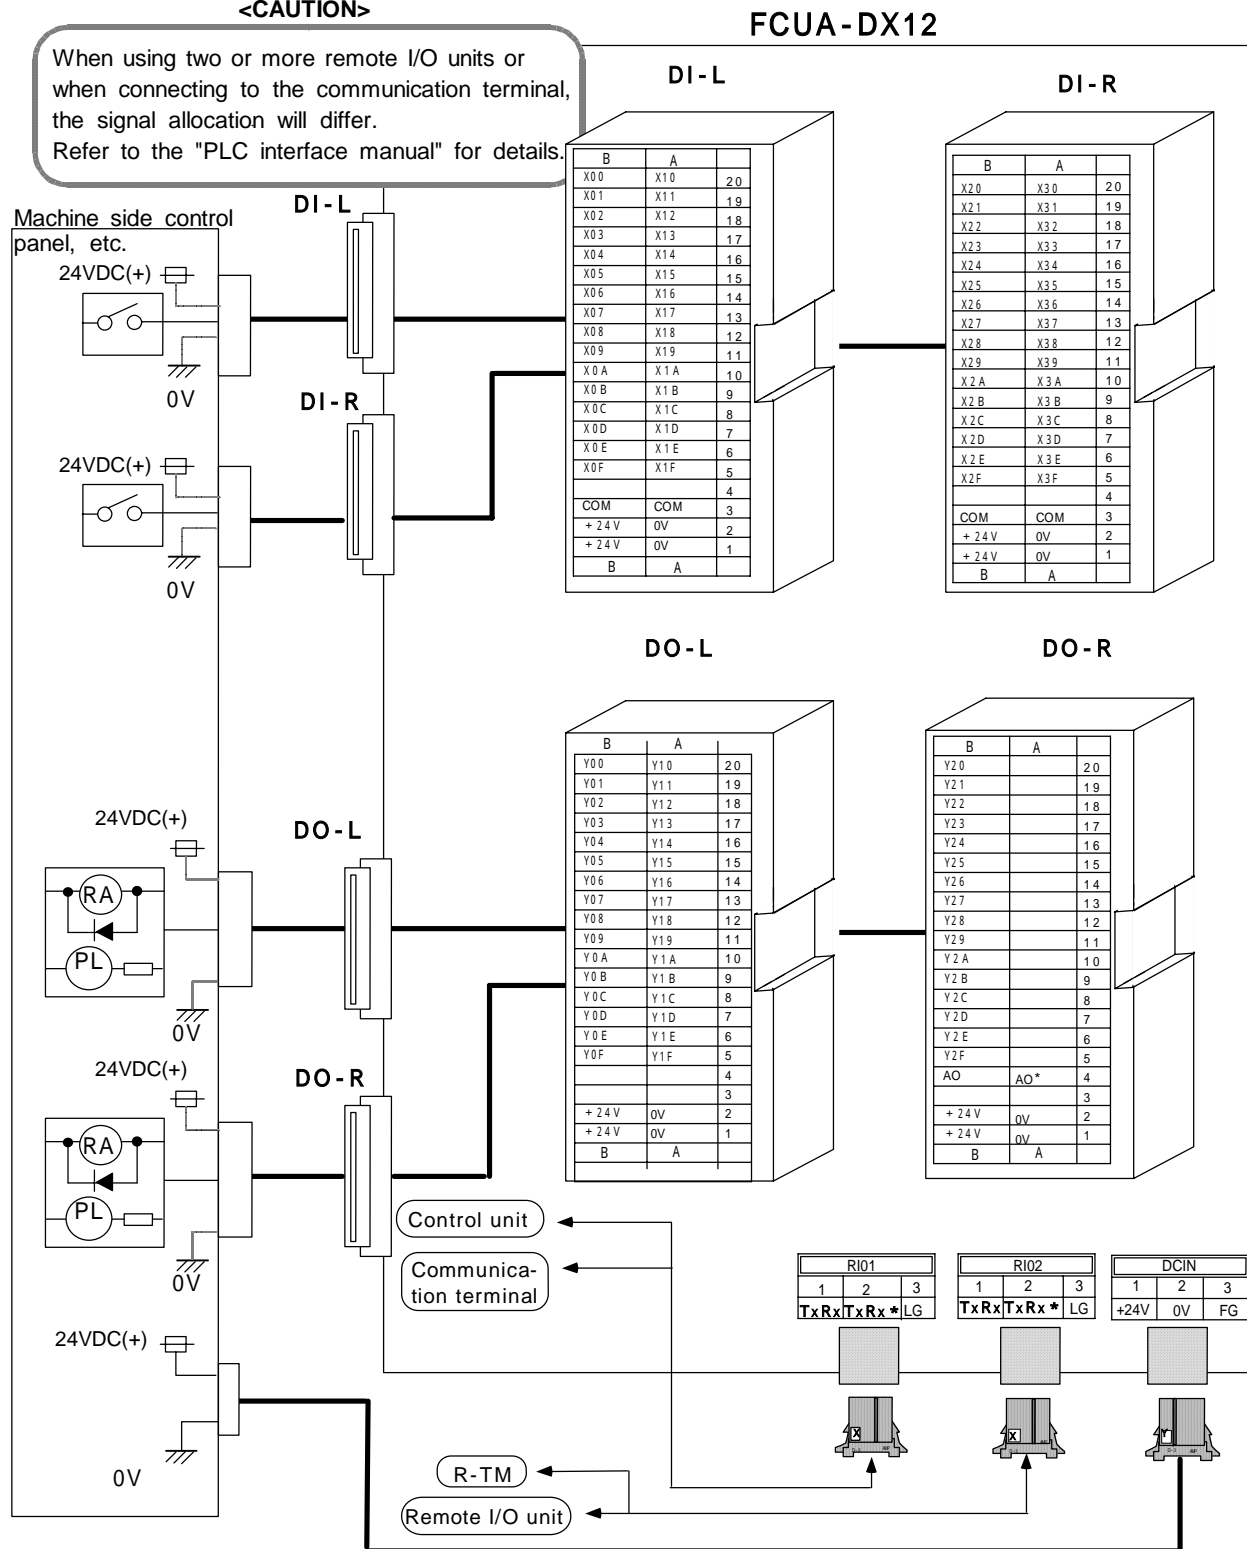 <CAUTION>
When using two or more remote I/O units or
when connecting to the communication terminal,
the signal allocation will differ.
Refer to the "PLC interface manual" for details.
FCUA-DX12
DI-L
B A
X00 X10 20
X01 X11 19
X02 X12 18
X03 X13 17
X04 X14 16
X05 X15 15
X06 X16 14
X07 X17 13
X08 X18 12
X09 X19 11
X0A X1A 10
X0B X1B 9
X0C X1C 8
X0D X1D 7
X0E X1E 6
X0F X1F 5
4
COM COM 3
+24V 0V 2
+24V 0V 1
B A
DI-R
B A
X20 X30 20
X21 X31 19
X22 X32 18
X23 X33 17
X24 X34 16
X25 X35 15
X26 X36 14
X27 X37 13
X28 X38 12
X29 X39 11
X2A X3A 10
X2B X3B 9
X2C X3C 8
X2D X3D 7
X2E X3E 6
X2F X3F 5
4
COM COM 3
+24V 0V 2
+24V 0V 1
B A
Machine side control
panel, etc.
DI-L
24VDC(+)
0V
DI-R
24VDC(+)
0V
DO-L
B A
Y00 Y10 20
Y01 Y11 19
Y02 Y12 18
Y03 Y13 17
Y04 Y14 16
Y05 Y15 15
Y06 Y16 14
Y07 Y17 13
Y08 Y18 12
Y09 Y19 11
Y0A Y1A 10
Y0B Y1B 9
Y0C Y1C 8
Y0D Y1D 7
Y0E Y1E 6
Y0F Y1F 5
4
3
+24V 0V 2
+24V 0V 1
B A
DO-R
B A
Y20 20
Y21 19
Y22 18
Y23 17
Y24 16
Y25 15
Y26 14
Y27 13
Y28 12
Y29 11
Y2A 10
Y2B 9
Y2C 8
Y2D 7
Y2E 6
Y2F 5
AO AO* 4
3
+24V 0V 2
+24V 0V 1
B A
24VDC(+)
DO-L
RA
PL
0V
24VDC(+)
DO-R
RA
PL
0V
24VDC(+)
0V
Control unit
Communica-
tion terminal
RI01
1 2 3
TxRx TxRx* LG
RI02
1 2 3
TxRx TxRx* LG
DCIN
1 2 3
+24V 0V FG
X
X
Y
R-TM
Remote I/O unit